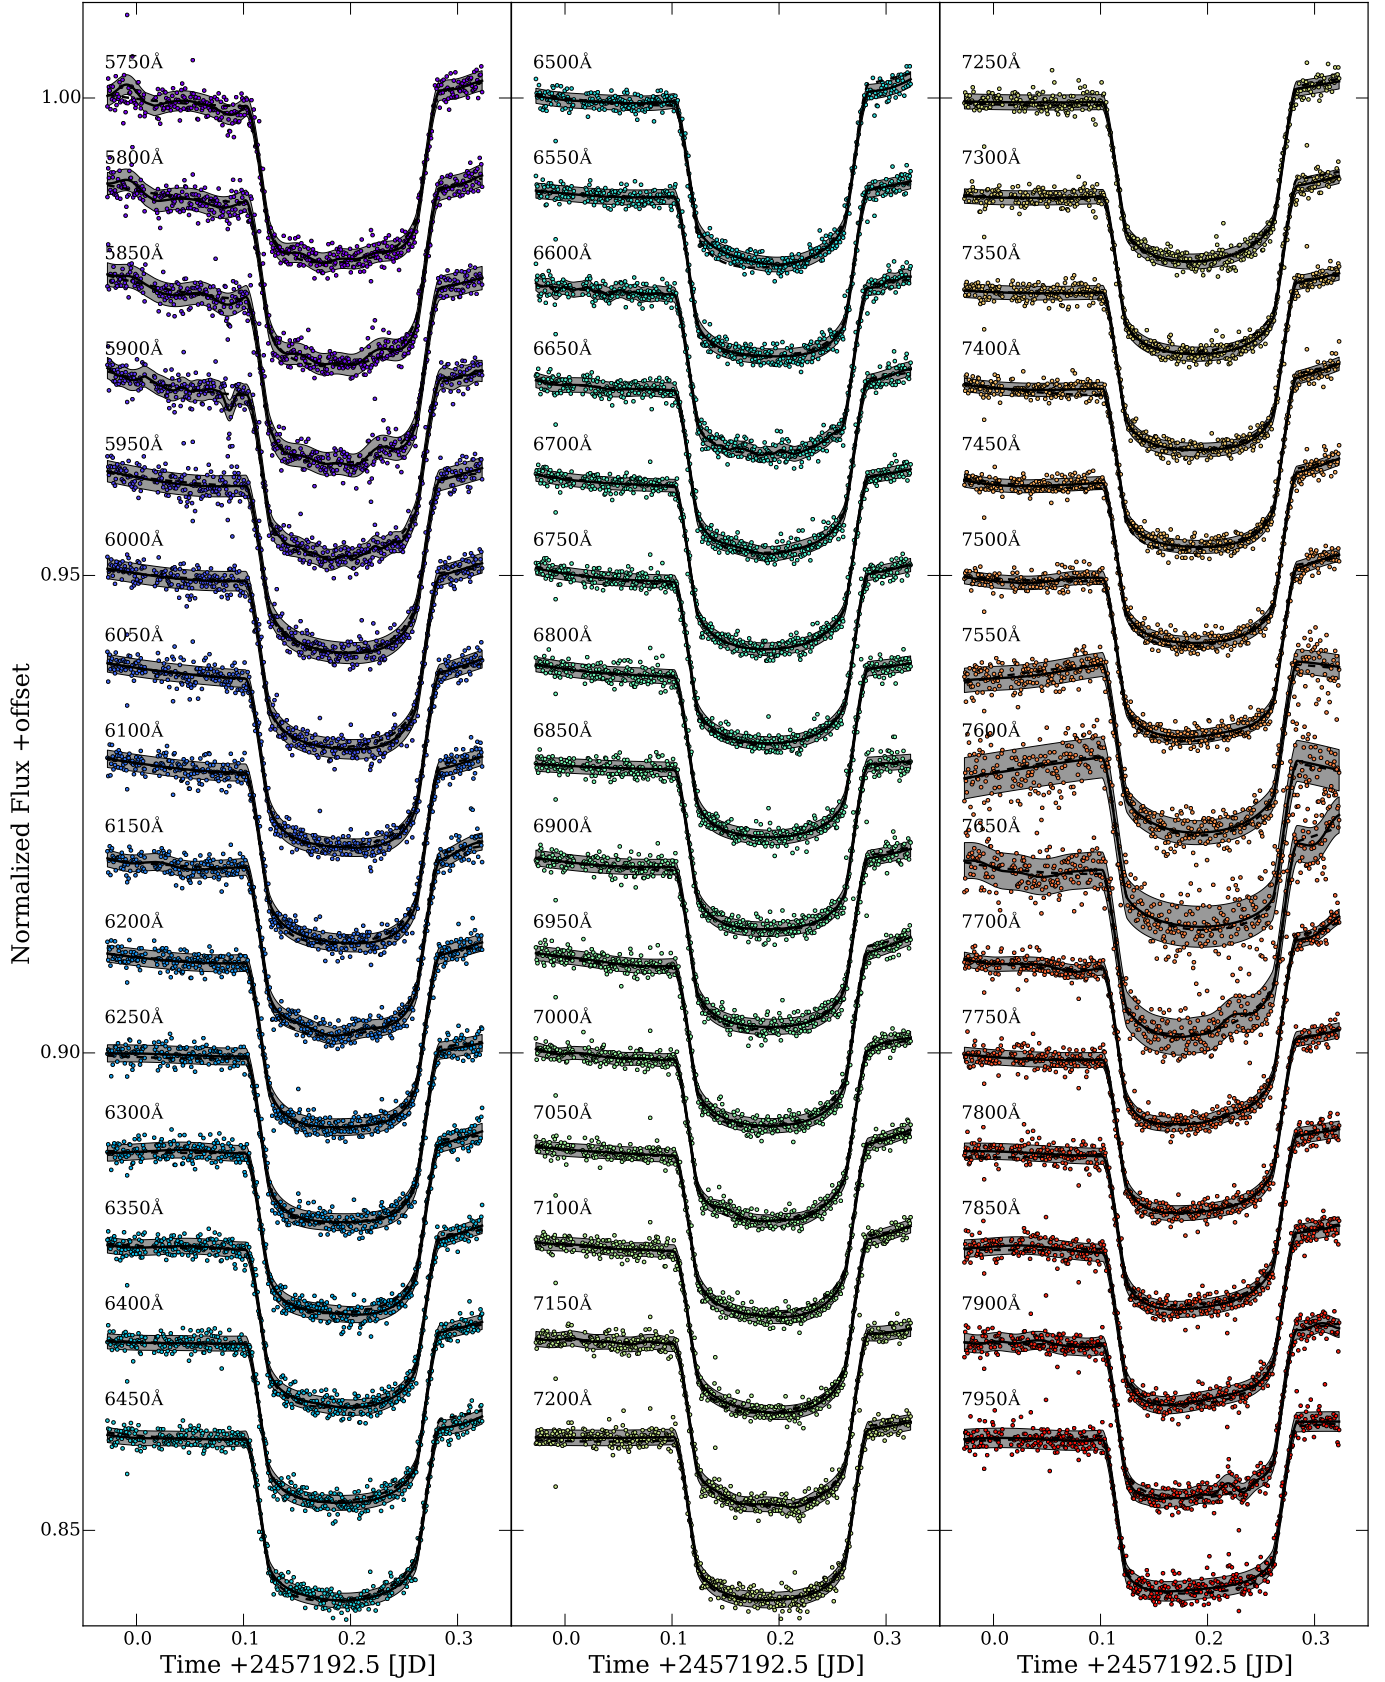 5750Å
5800Å
5850Å
5900Å
5950Å
6000Å
6050Å
6100Å
6150Å
6200Å
6250Å
6300Å
6350Å
6400Å
6450Å
6500Å
6550Å
6600Å
6650Å
6700Å
6750Å
6800Å
6850Å
6900Å
6950Å
7000Å
7050Å
7100Å
7150Å
7200Å
7250Å
7300Å
7350Å
7400Å
7450Å
7500Å
7550Å
7600Å
7650Å
7700Å
7750Å
7800Å
7850Å
7900Å
7950Å
1.00
0.95
0.90
0.85
Normalized Flux +offset
0.0 0.1 0.2 0.3
0.0 0.1 0.2 0.3
0.0 0.1 0.2 0.3
Time +2457192.5 [JD]
Time +2457192.5 [JD]
Time +2457192.5 [JD]